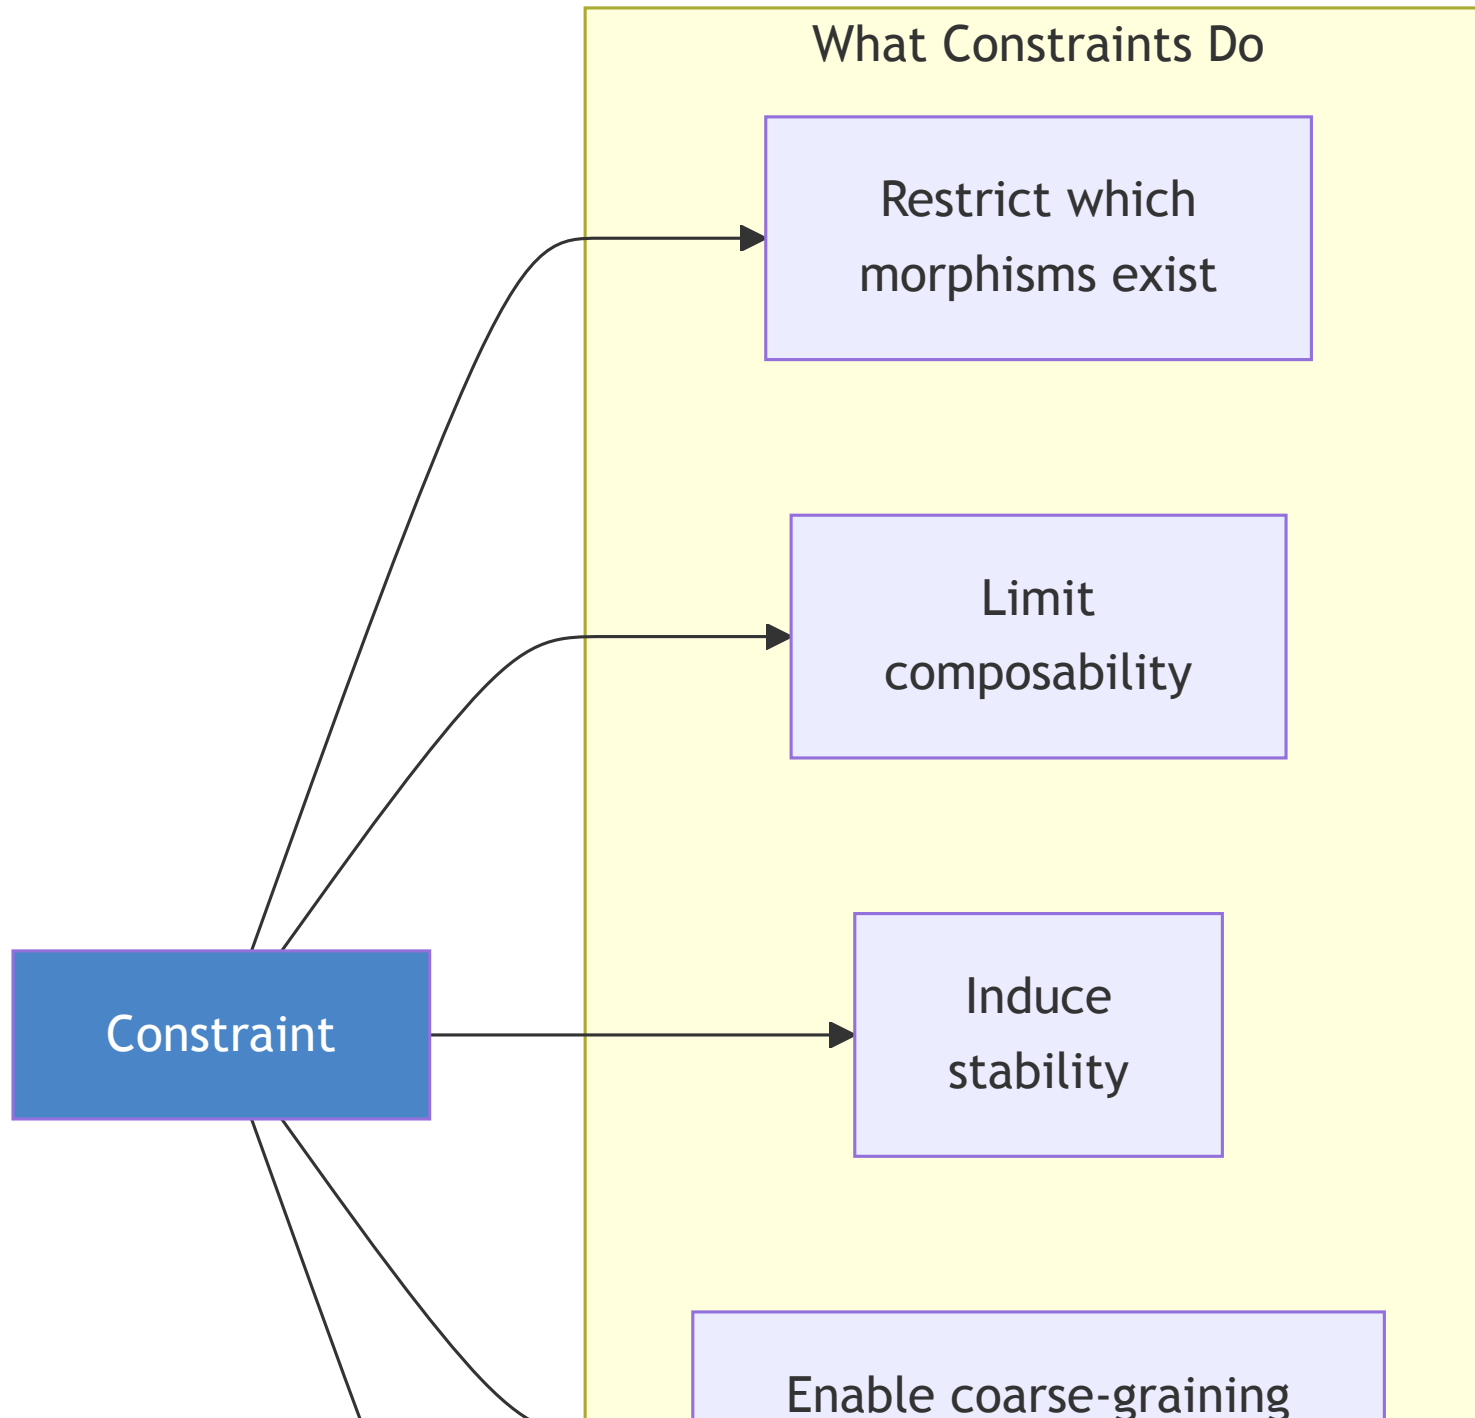 What Constraints Do
Restrict which
morphisms exist
Limit
composability
Constraint
Induce
stability
Enable coarse-graining